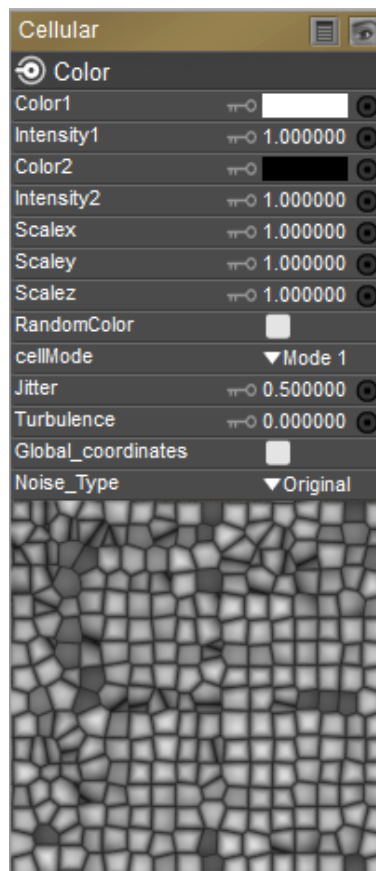 Cellular
Color
Color1
Intensity1 1.000000
Color2
Intensity2 1.000000
Scalex 1.000000
Scaley 1.000000
Scalez 1.000000
RandomColor
cellMode Mode 1
Jitter 0.500000
Turbulence 0.000000
Global_coordinates
Noise_Type Original